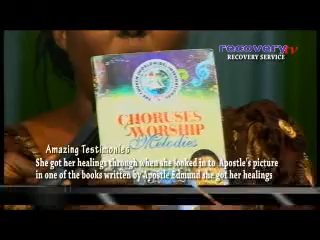 recovery tv
RECOVERY SERVICE
CHORUSES
WORSHIP
Melodies
Amazing Testimonies
She got her healings through when she looked in to Apostle's picture
in one of the books written by Apostle Edmund she got her healings